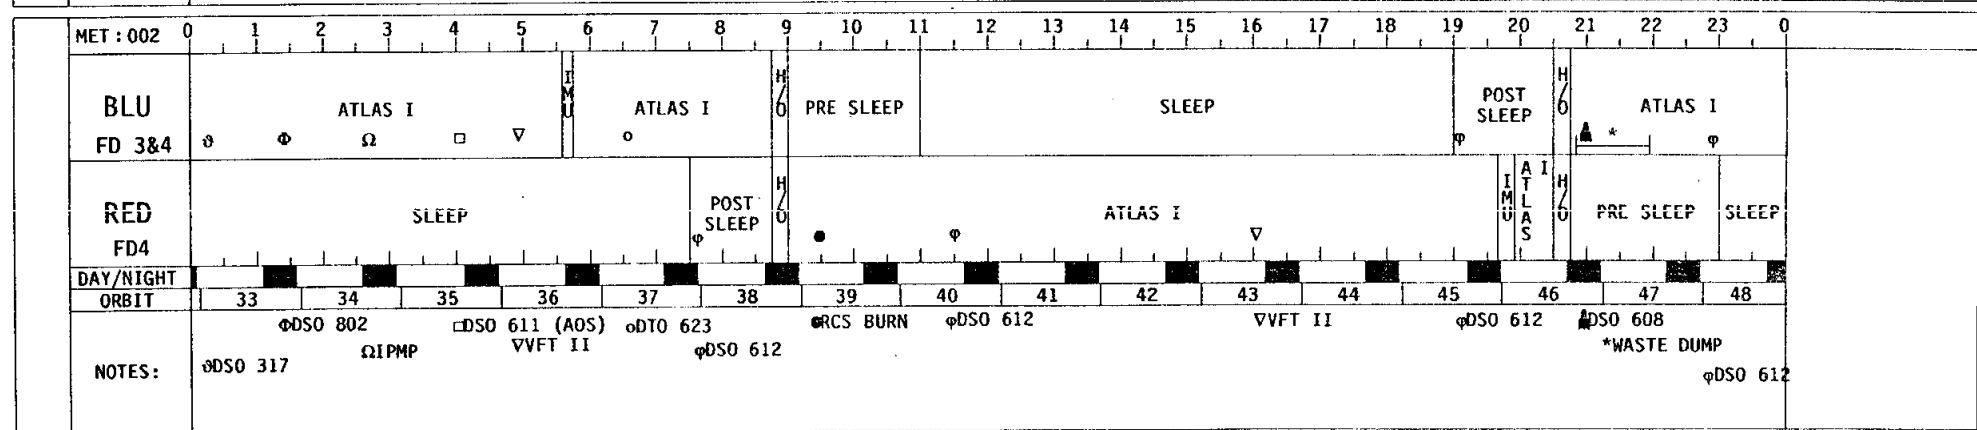 MET:002 0 1 2 3 4 5 6 7 8 9 10 11 12 13 14 15 16 17 18 19 20 21 22 23 0
BLU
FD 3&4
ATLAS I
IMU
ATLAS I
H/O
PRE SLEEP
SLEEP
POST
SLEEP
H/O
ATLAS I
ϑ Φ Ω □ ∇ o φ * φ
RED
FD4
SLEEP
POST
SLEEP
H/O
ATLAS I
IMU
ATLAS I
H/O
PRE SLEEP
SLEEP
φ ● φ ∇
DAY/NIGHT
ORBIT 33 34 35 36 37 38 39 40 41 42 43 44 45 46 47 48
NOTES:
ΦDSO 802 □DSO 611 (AOS) oDTO 623 ●RCS BURN φDSO 612 ∇VFT II φDSO 612 DSO 608
ΩIPMP ∇VFT II φDSO 612 *WASTE DUMP
ϑDSO 317 φDSO 612